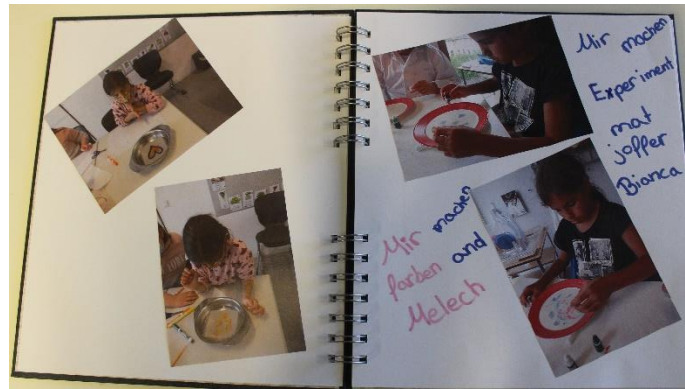 Mir machen
Experiment
mat
joffer
Bianca
Mir machen
farben and
Melech